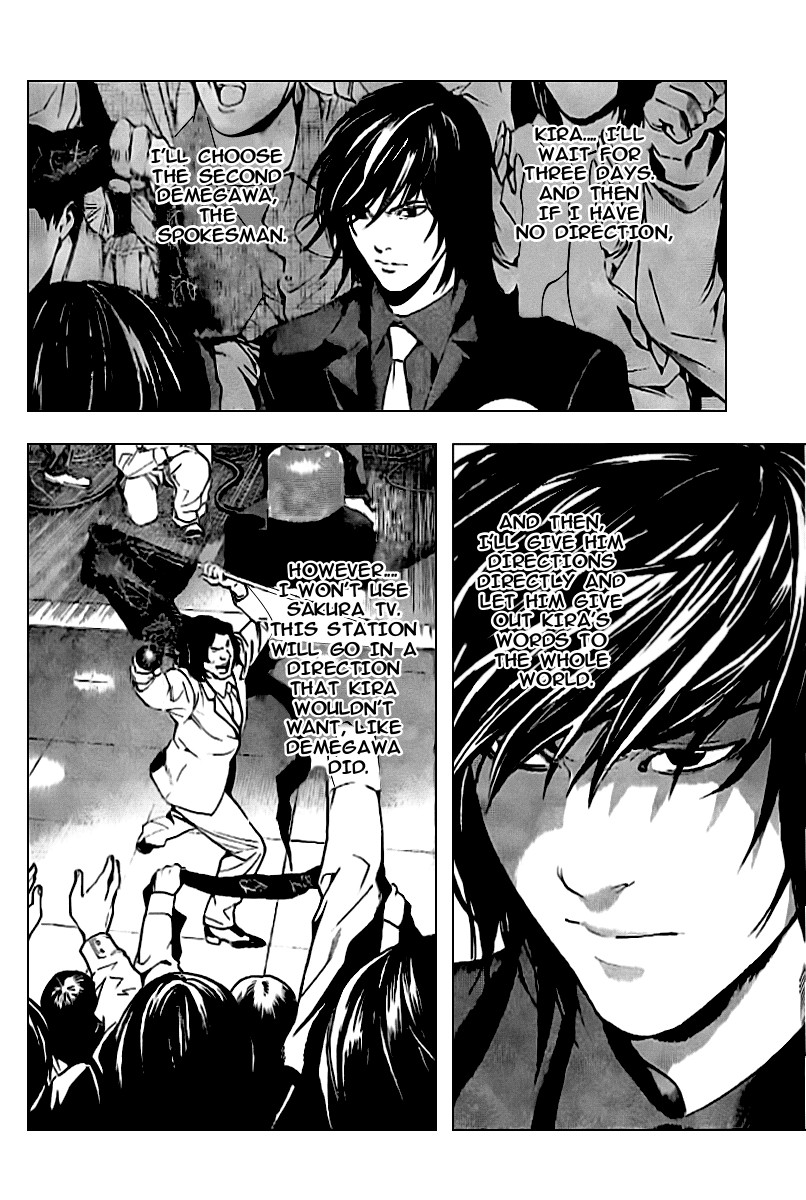 KIRA.... I'LL
WAIT FOR
THREE DAYS.
AND THEN
IF I HAVE
NO DIRECTION,
I'LL CHOOSE
THE SECOND
DEMEGAWA,
THE
SPOKESMAN.
AND THEN,
I'LL GIVE HIM
DIRECTIONS
DIRECTLY AND
LET HIM GIVE
OUT KIRA'S
WORDS TO
THE WHOLE
WORLD.
HOWEVER....
I WON'T USE
SAKURA TV.
THIS STATION
WILL GO IN A
DIRECTION
THAT KIRA
WOULDN'T
WANT, LIKE
DEMEGAWA
DID.